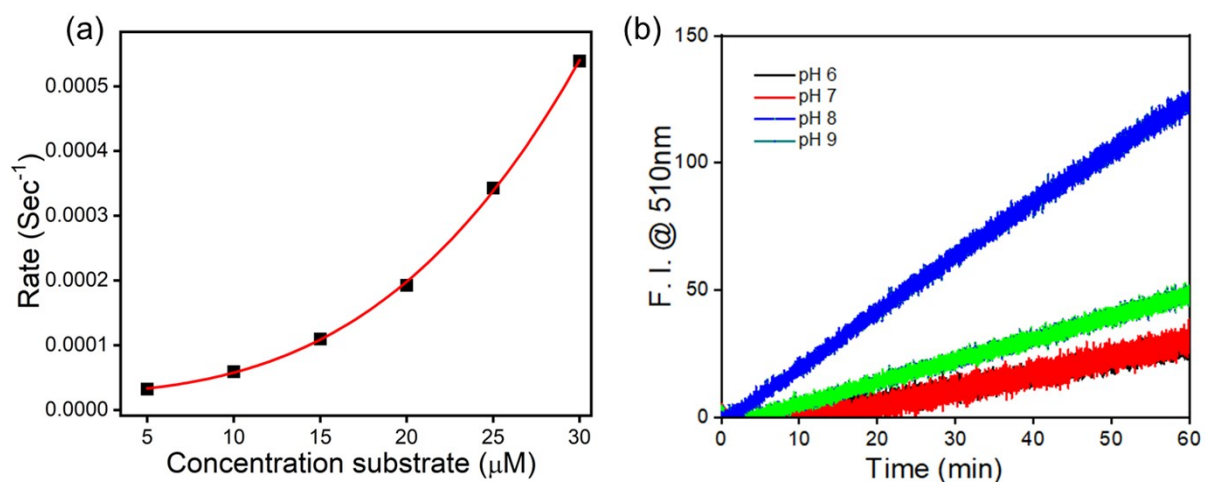 (a)
Rate (Sec⁻¹)
0.0005
0.0004
0.0003
0.0002
0.0001
0.0000
5 10 15 20 25 30
Concentration substrate (μM)
(b)
F. I. @ 510nm
150
100
50
0
pH 6
pH 7
pH 8
pH 9
0 10 20 30 40 50 60
Time (min)